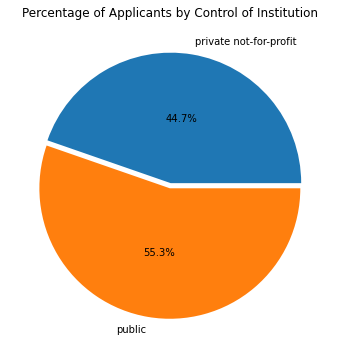 Percentage of Applicants by Control of Institution
private not-for-profit
44.7%
55.3%
public